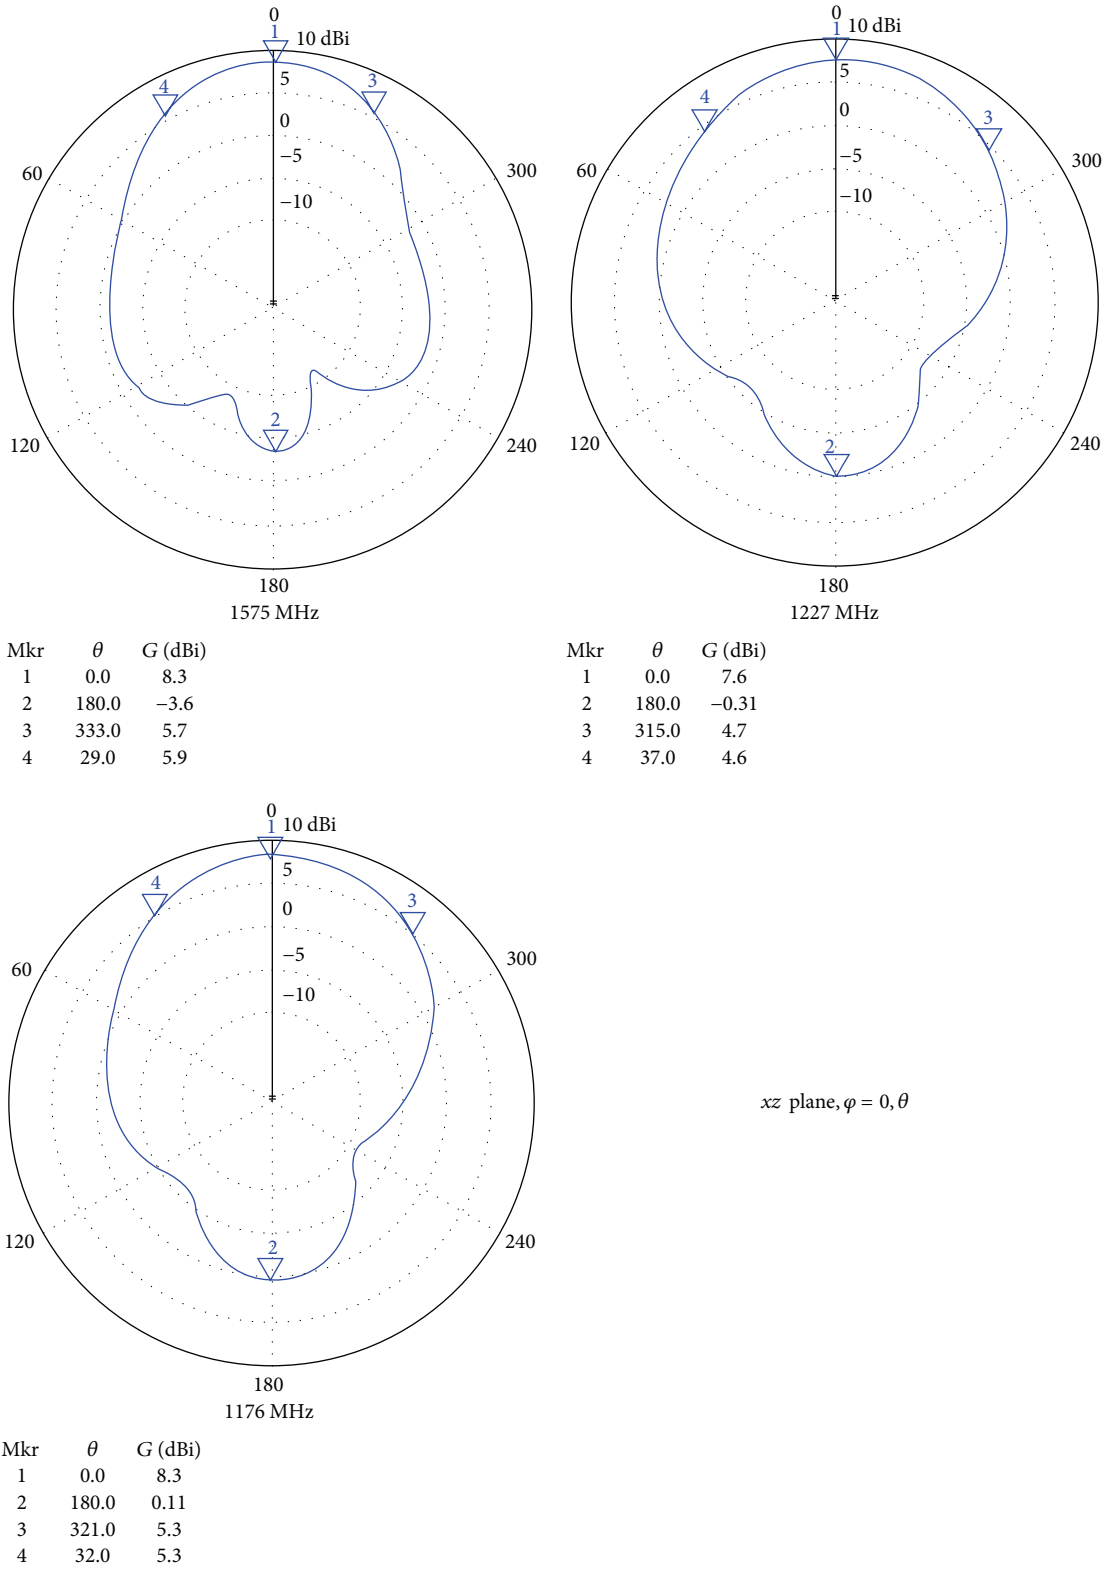 0
1
10 dBi
5
0
−5
−10
4
3
60
300
2
120
240
180
1575 MHz
Mkr θ G (dBi)
1 0.0 8.3
2 180.0 −3.6
3 333.0 5.7
4 29.0 5.9
0
1
10 dBi
5
0
−5
−10
4
3
60
300
2
120
240
180
1227 MHz
Mkr θ G (dBi)
1 0.0 7.6
2 180.0 −0.31
3 315.0 4.7
4 37.0 4.6
0
1
10 dBi
5
0
−5
−10
4
3
60
300
2
120
240
180
1176 MHz
Mkr θ G (dBi)
1 0.0 8.3
2 180.0 0.11
3 321.0 5.3
4 32.0 5.3
xz plane, φ = 0, θ